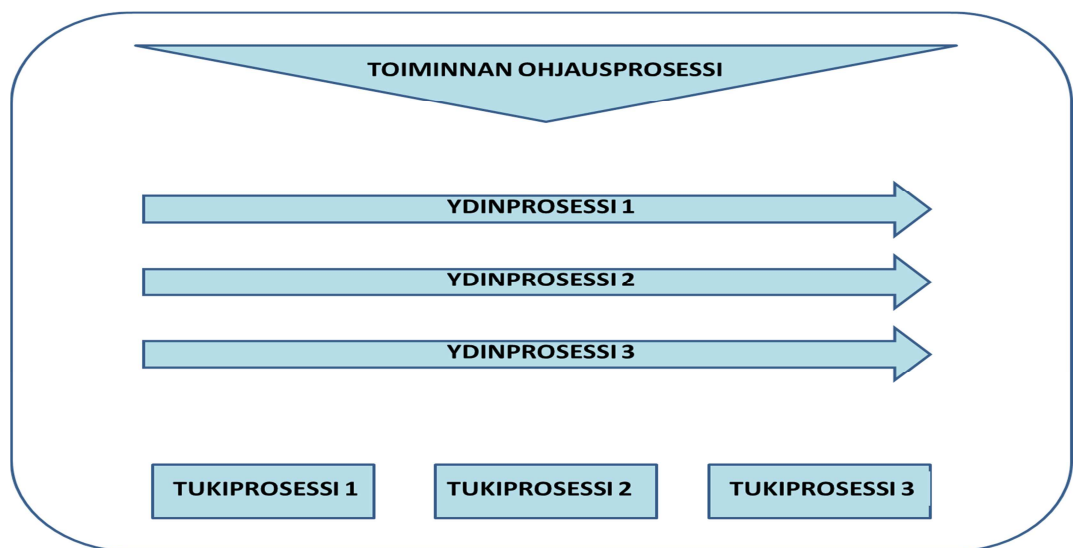 TOIMINNAN OHJAUSPROSESSI
YDINPROSESSI 1
YDINPROSESSI 2
YDINPROSESSI 3
TUKIPROSESSI 1
TUKIPROSESSI 2
TUKIPROSESSI 3